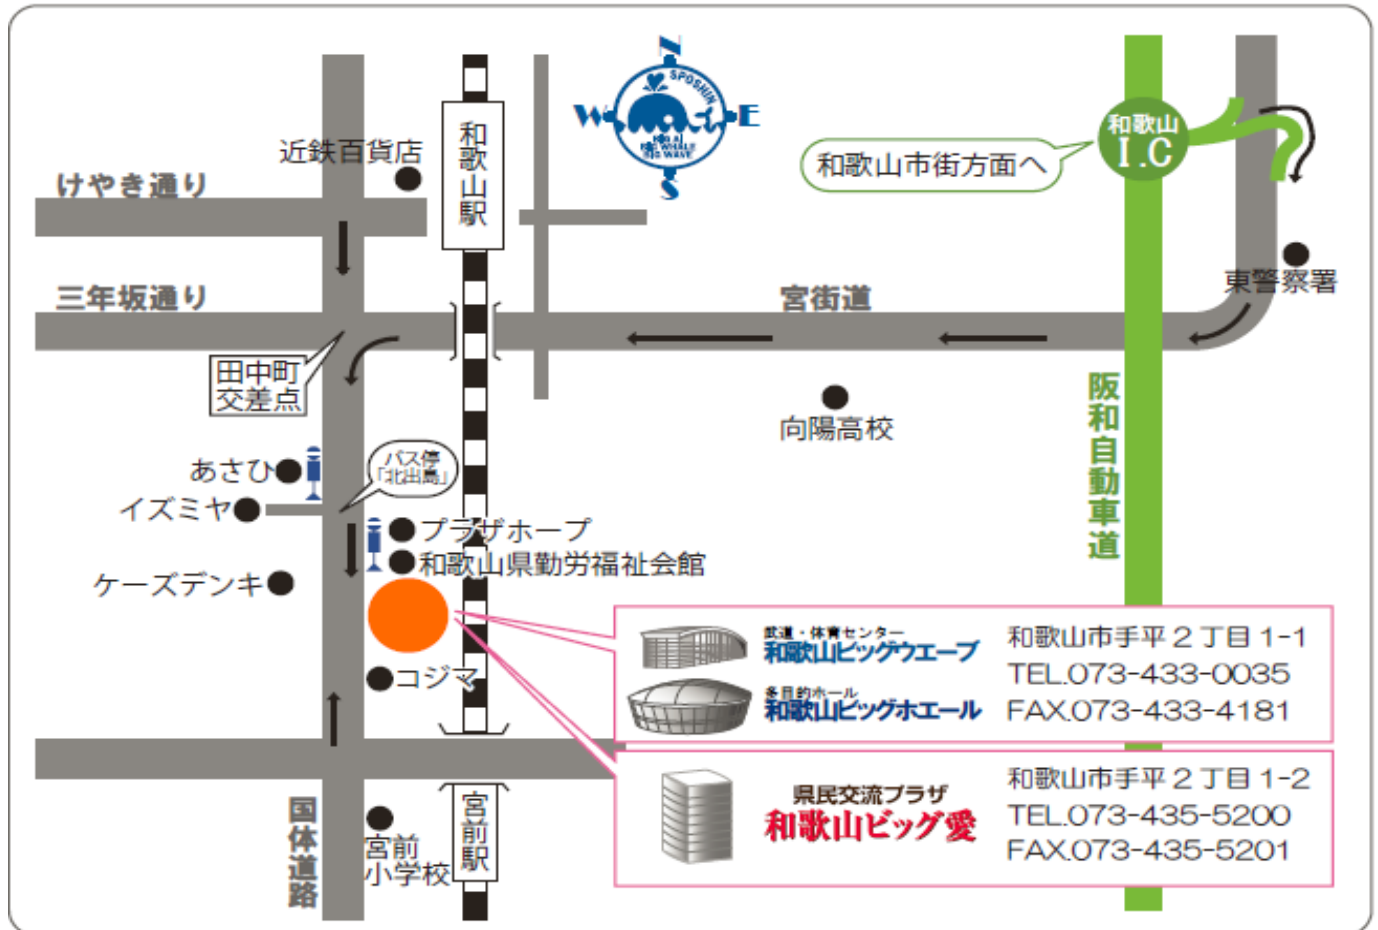 N
W
E
S
SPOSHIN
BIG WHALE
BIG WAVE
近鉄百貨店
和歌山駅
けやき通り
和歌山
I.C
和歌山市街方面へ
東警察署
三年坂通り
宮街道
田中町
交差点
向陽高校
阪和自動車道
バス停
「北出島」
あさひ
イズミヤ
プラザホープ
和歌山県勤労福祉会館
ケーズデンキ
コジマ
武道・体育センター
和歌山ビッグウエーブ
多目的ホール
和歌山ビッグホエール
和歌山市手平2丁目1-1
TEL.073-433-0035
FAX.073-433-4181
県民交流プラザ
和歌山ビッグ愛
和歌山市手平2丁目1-2
TEL.073-435-5200
FAX.073-435-5201
国体道路
宮前
小学校
宮前駅